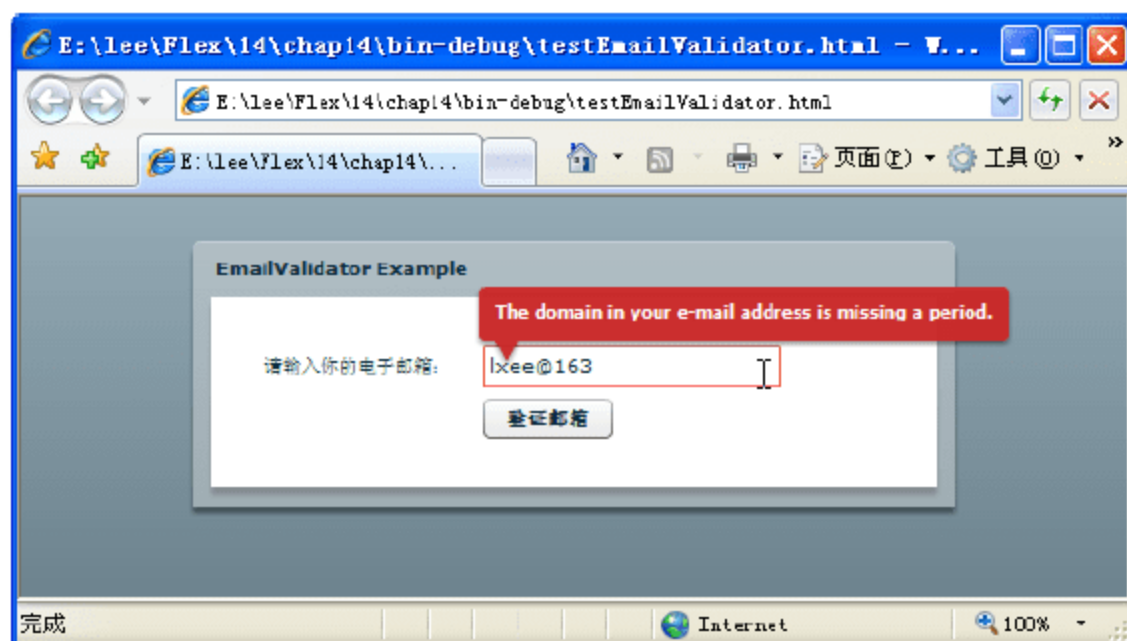 E:\lee\Flex\14\chap14\bin-debug\testEmailValidator.html - W...
E:\lee\Flex\14\chap14\bin-debug\testEmailValidator.html
E:\lee\Flex\14\chap14\...
页面(P)
工具(O)
»
EmailValidator Example
The domain in your e-mail address is missing a period.
请输入你的电子邮箱:
lxee@163
验证邮箱
完成
Internet
100%